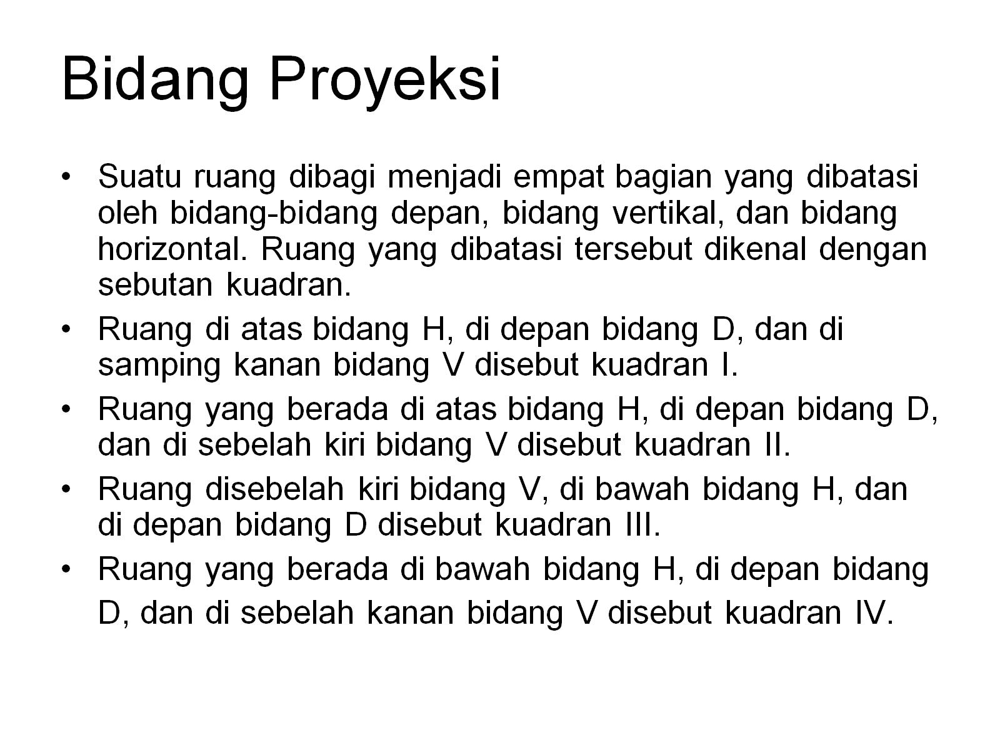 Bidang Proyeksi
• Suatu ruang dibagi menjadi empat bagian yang dibatasi
oleh bidang-bidang depan, bidang vertikal, dan bidang
horizontal. Ruang yang dibatasi tersebut dikenal dengan
sebutan kuadran.
• Ruang di atas bidang H, di depan bidang D, dan di
samping kanan bidang V disebut kuadran I.
• Ruang yang berada di atas bidang H, di depan bidang D,
dan di sebelah kiri bidang V disebut kuadran II.
• Ruang disebelah kiri bidang V, di bawah bidang H, dan
di depan bidang D disebut kuadran III.
• Ruang yang berada di bawah bidang H, di depan bidang
D, dan di sebelah kanan bidang V disebut kuadran IV.